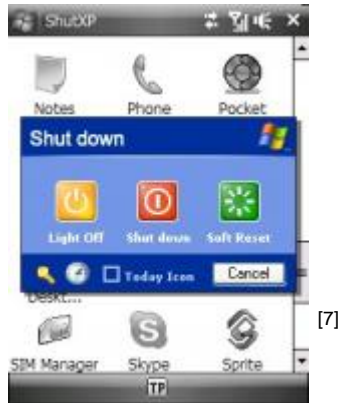 ShutXP
Notes Phone Pocket
Shut down
Light Off Shut down Soft Reset
Today Icon Cancel
Deskt...
SIM Manager Skype Sprite
TP
[7]